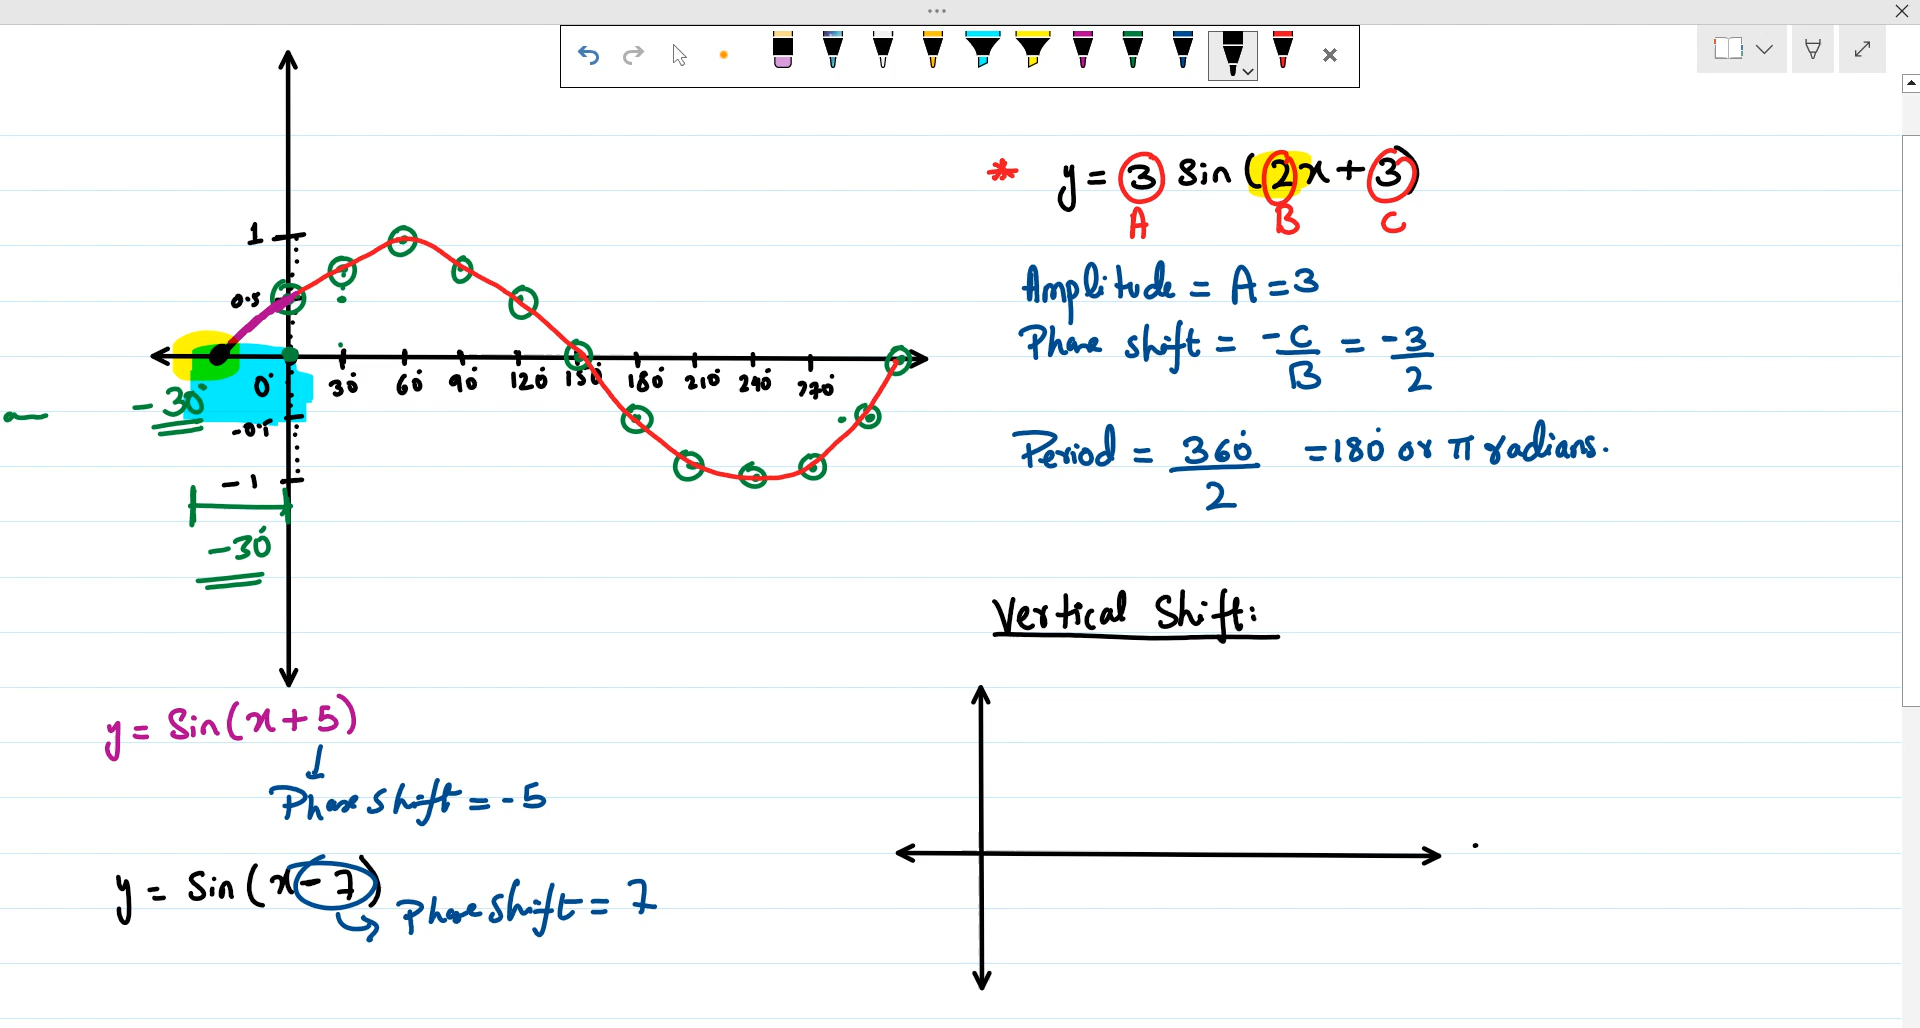 1
0.5
0° 30° 60° 90° 120° 150° 180° 210° 240° 270°
-30°
-1
-30°
y = Sin(x+5)
Phase shift = -5
y = Sin(x-7)
Phase shift = 7
* y = 3 Sin(2x+3)
A B C
Amplitude = A = 3
Phase shift = -C/B = -3/2
Period = 360°/2 = 180° or π radians.
Vertical Shift: